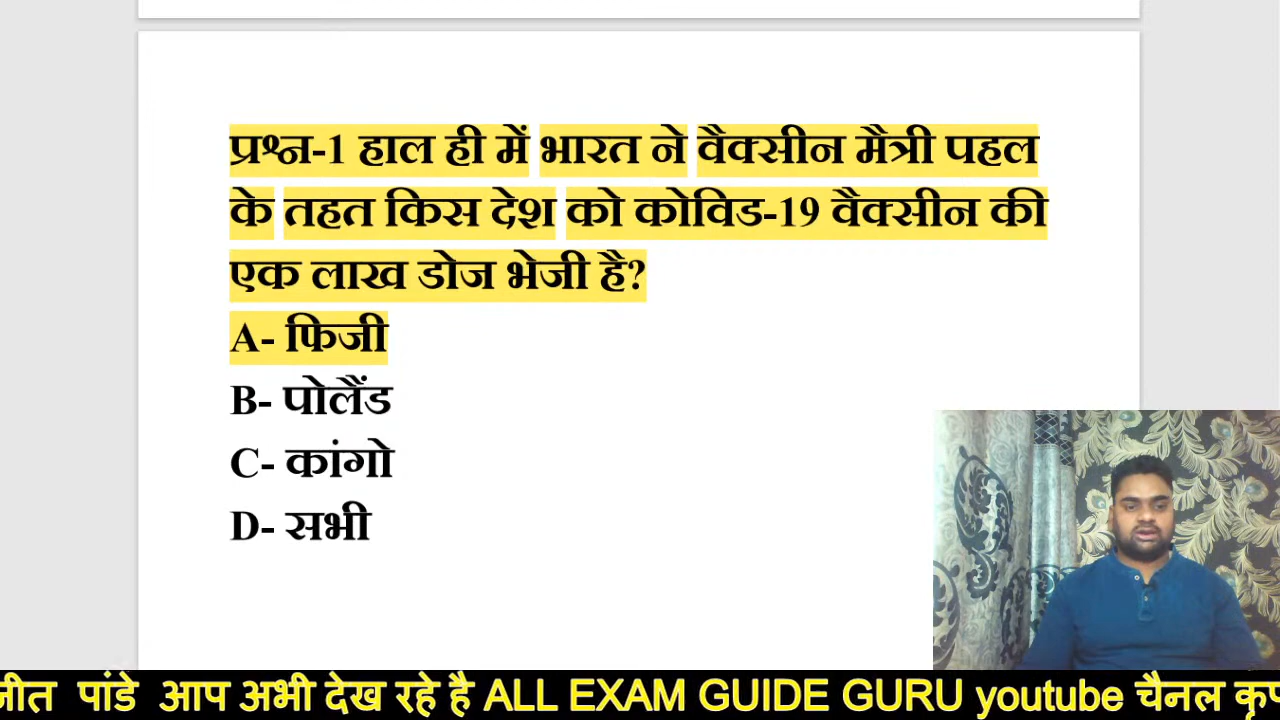 प्रश्न-1 हाल ही में भारत ने वैक्सीन मैत्री पहल
के तहत किस देश को कोविड-19 वैक्सीन की
एक लाख डोज भेजी है?
A- फिजी
B- पोलैंड
C- कांगो
D- सभी
जीत पांडे आप अभी देख रहे है ALL EXAM GUIDE GURU youtube चैनल कृप